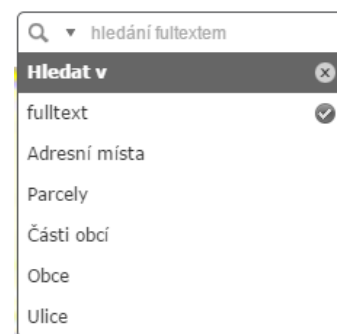 hledání fultextem
Hledat v
fulltext
Adresní místa
Parcely
Části obcí
Obce
Ulice